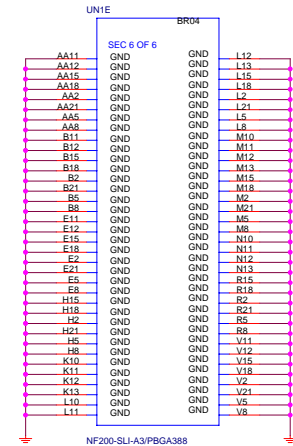 UN1E
BR04
SEC 6 OF 6
AA11 GND GND L12
AA12 GND GND L13
AA15 GND GND L15
AA18 GND GND L18
AA2 GND GND L2
AA21 GND GND L21
AA5 GND GND L5
AA8 GND GND L8
B11 GND GND M10
B12 GND GND M11
B15 GND GND M12
B18 GND GND M13
B2 GND GND M15
B21 GND GND M18
B5 GND GND M2
B8 GND GND M21
E11 GND GND M5
E12 GND GND M8
E15 GND GND N10
E18 GND GND N11
E2 GND GND N12
E21 GND GND N13
E5 GND GND R15
E8 GND GND R18
H15 GND GND R2
H18 GND GND R21
H2 GND GND R5
H21 GND GND R8
H5 GND GND V11
H8 GND GND V12
K10 GND GND V15
K11 GND GND V18
K12 GND GND V2
K13 GND GND V21
L10 GND GND V5
L11 GND GND V8
NF200-SLI-A3/PBGA388